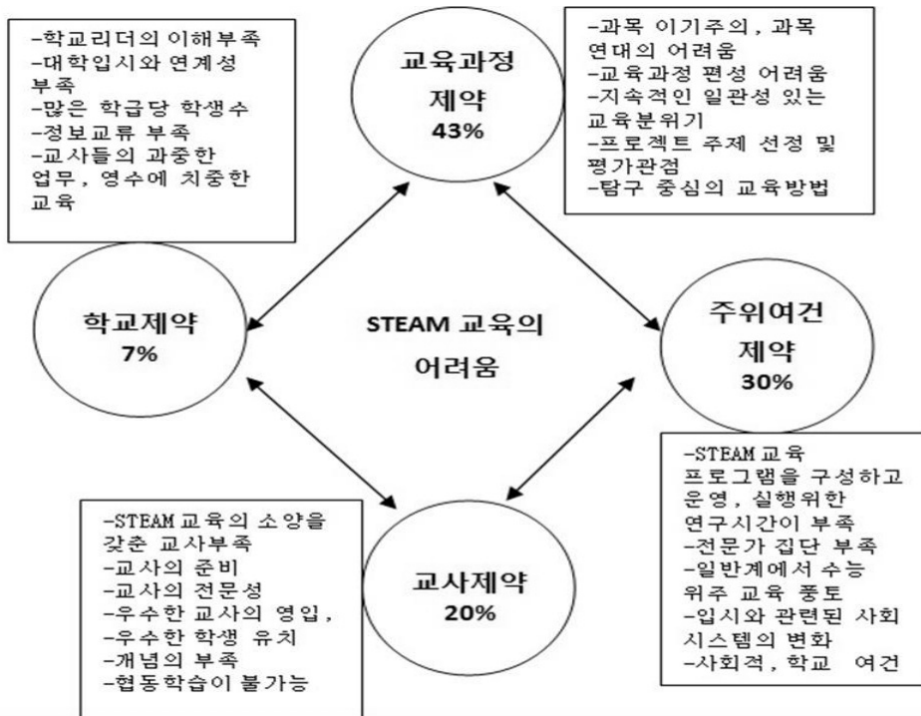 -학교리더의 이해부족
-대학입시와 연계성
부족
-많은 학급당 학생수
-정보교류 부족
-교사들의 과중한
업무, 영수에 치중한
교육
교육과정
제약
43%
-과목 이기주의, 과목
연대의 어려움
-교육과정 편성 어려움
-지속적인 일관성 있는
교육분위기
-프로젝트 주제 선정 및
평가관점
-탐구 중심의 교육방법
학교제약
7%
STEAM 교육의
어려움
주위여건
제약
30%
-STEAM 교육의 소양을
갖춘 교사부족
-교사의 준비
-교사의 전문성
-우수한 교사의 영입,
-우수한 학생 유치
-개념의 부족
-협동학습이 불가능
교사제약
20%
-STEAM 교육
프로그램을 구성하고
운영, 실행위한
연구시간이 부족
-전문가 집단 부족
-일반계에서 수능
위주 교육 풍토
-입시와 관련된 사회
시스템의 변화
-사회적, 학교 여건